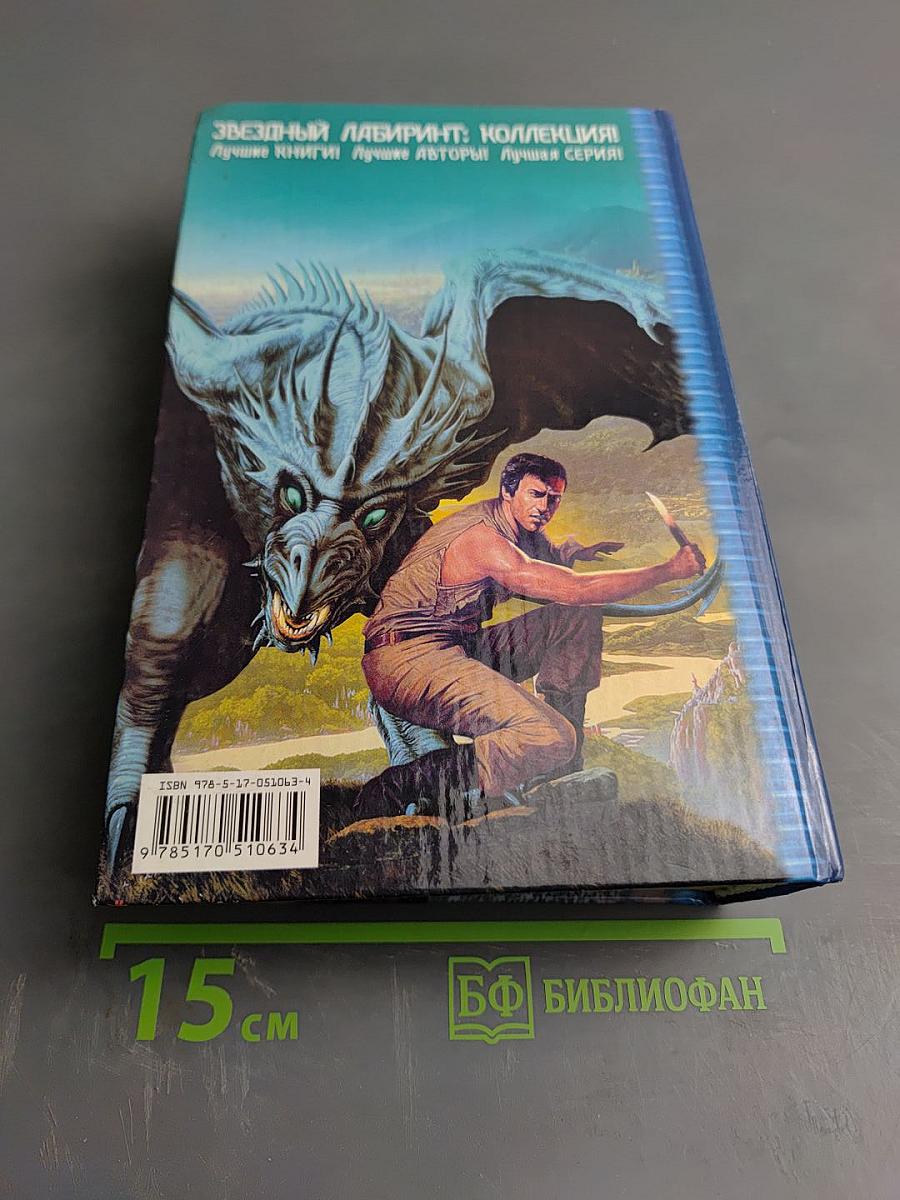 ЗВЕЗДНЫЙ ЛАБИРИНТ: КОЛЛЕКЦИЯ!
Лучшие КНИГИ! Лучшие АВТОРЫ! Лучшая СЕРИЯ!
ISBN 978-5-17-051063-4
9 785170 510634
15 см
БФ БИБЛИОФАН